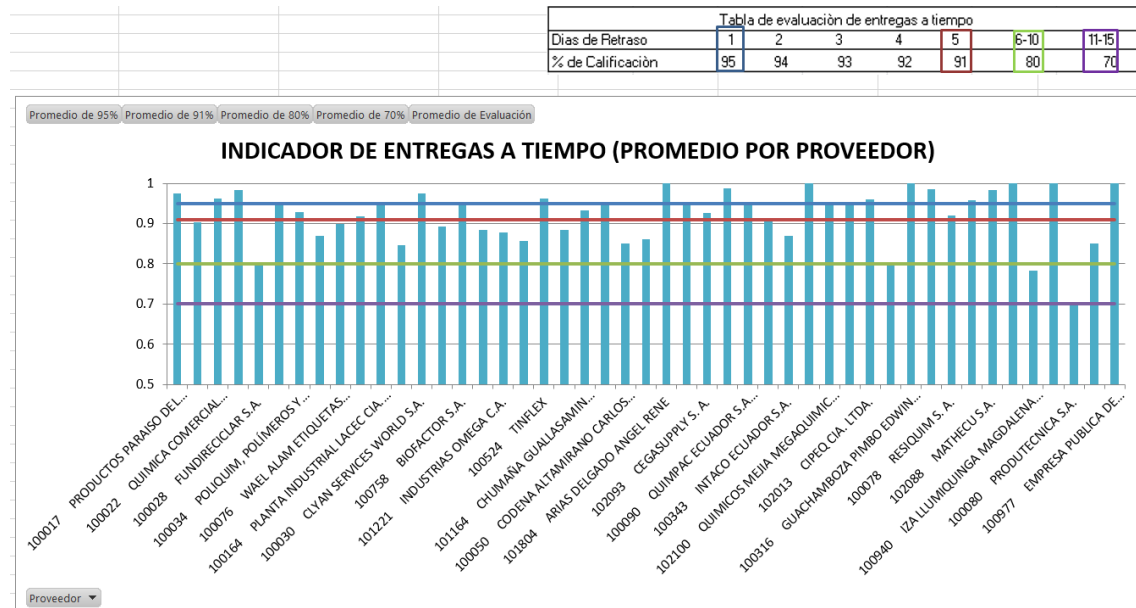 Tabla de evaluaciòn de entregas a tiempo
Dias de Retraso 1 2 3 4 5 6-10 11-15
% de Calificaciòn 95 94 93 92 91 80 70
Promedio de 95% Promedio de 91% Promedio de 80% Promedio de 70% Promedio de Evaluación
INDICADOR DE ENTREGAS A TIEMPO (PROMEDIO POR PROVEEDOR)
1
0.9
0.8
0.7
0.6
0.5
100017 PRODUCTOS PARAISO DEL...
100022 QUIMICA COMERCIAL...
100028 FUNDIRECICLAR S.A.
100034 POLIQUIM, POLÍMEROS Y...
100076 WAEL ALAM ETIQUETAS...
100164 PLANTA INDUSTRIAL LACEC CIA....
100030 CLYAN SERVICES WORLD S.A.
100758 BIOFACTOR S.A.
101221 INDUSTRIAS OMEGA C.A.
100524 TINFLEX
101164 CHUMAÑA GUALLASAMIN...
100050 CODENA ALTAMIRANO CARLOS...
101804 ARIAS DELGADO ANGEL RENE
102093 CEGASUPPLY S. A.
100090 QUIMPAC ECUADOR S.A...
100343 INTACO ECUADOR S.A.
102100 QUIMICOS MEJIA MEGAQUIMIC...
102013 CIPEQ CIA. LTDA.
100316 GUACHAMBOZA PIMBO EDWIN...
100078 RESIQUIM S. A.
102088 MATHECU S.A.
100940 IZA LLUMIQUINGA MAGDALENA...
100080 PRODUTECNICA S.A.
100977 EMPRESA PUBLICA DE...
Proveedor